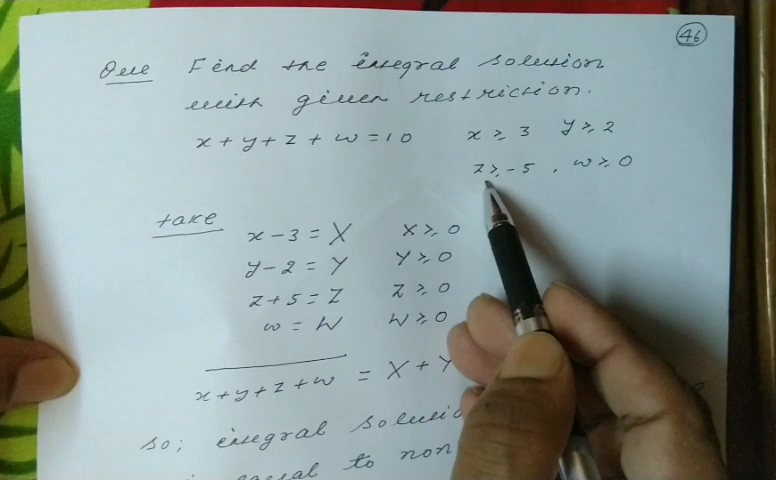 46
Que Find the integral solution
with given restriction.
x + y + z + w = 10 x ≥ 3 y ≥ 2
z ≥ -5 , w ≥ 0
take
x - 3 = X X ≥ 0
y - 2 = Y Y ≥ 0
z + 5 = Z Z ≥ 0
w = W W ≥ 0
x + y + z + w = X + Y
so; integral
equal to non